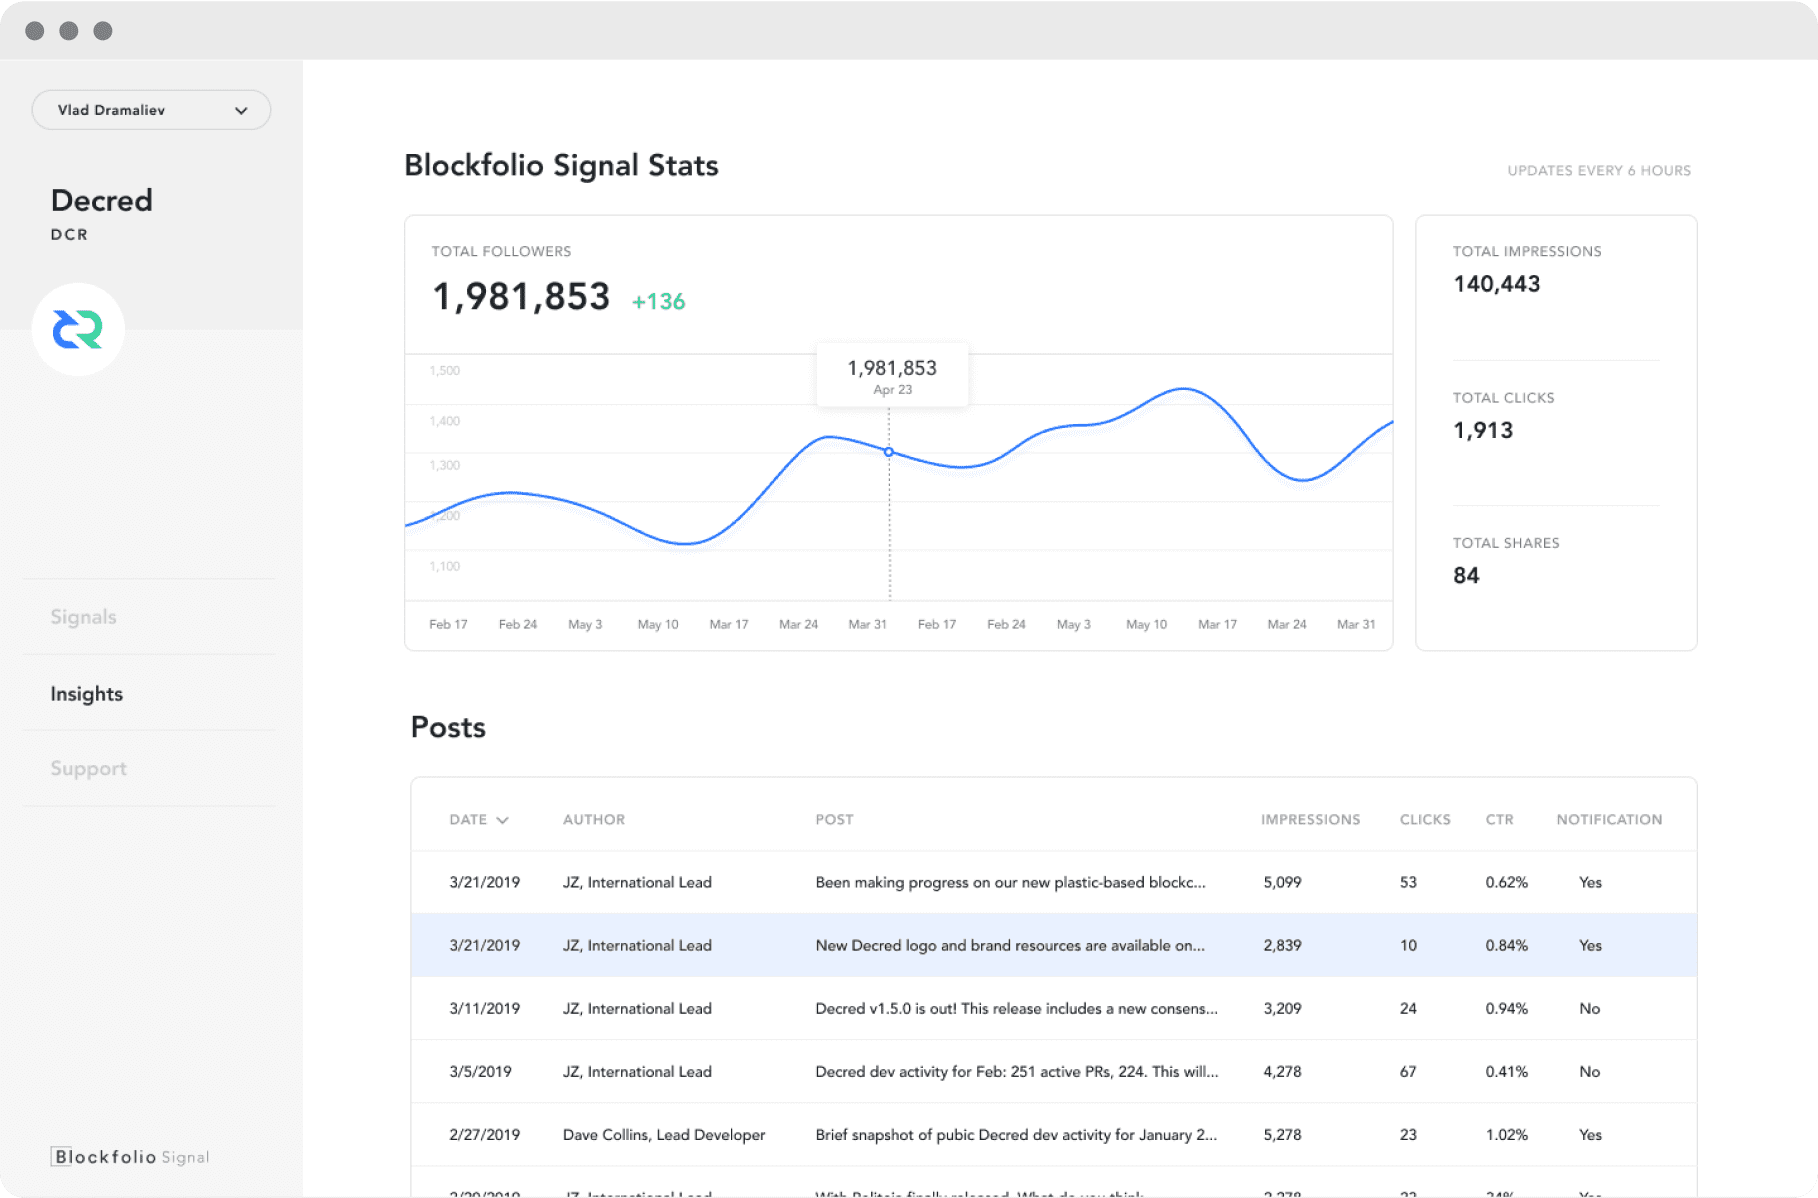 Vlad Dramaliev
Decred
DCR
Signals
Insights
Support
Blockfolio Signal
Blockfolio Signal Stats
UPDATES EVERY 6 HOURS
TOTAL FOLLOWERS
1,981,853 +136
1,500
1,400
1,300
1,200
1,100
1,981,853
Apr 23
Feb 17 Feb 24 May 3 May 10 Mar 17 Mar 24 Mar 31 Feb 17 Feb 24 May 3 May 10 Mar 17 Mar 24 Mar 31
TOTAL IMPRESSIONS
140,443
TOTAL CLICKS
1,913
TOTAL SHARES
84
Posts
DATE AUTHOR POST IMPRESSIONS CLICKS CTR NOTIFICATION
3/21/2019 JZ, International Lead Been making progress on our new plastic-based blockc... 5,099 53 0.62% Yes
3/21/2019 JZ, International Lead New Decred logo and brand resources are available on... 2,839 10 0.84% Yes
3/11/2019 JZ, International Lead Decred v1.5.0 is out! This release includes a new consens... 3,209 24 0.94% No
3/5/2019 JZ, International Lead Decred dev activity for Feb: 251 active PRs, 224. This will... 4,278 67 0.41% No
2/27/2019 Dave Collins, Lead Developer Brief snapshot of pubic Decred dev activity for January 2... 5,278 23 1.02% Yes